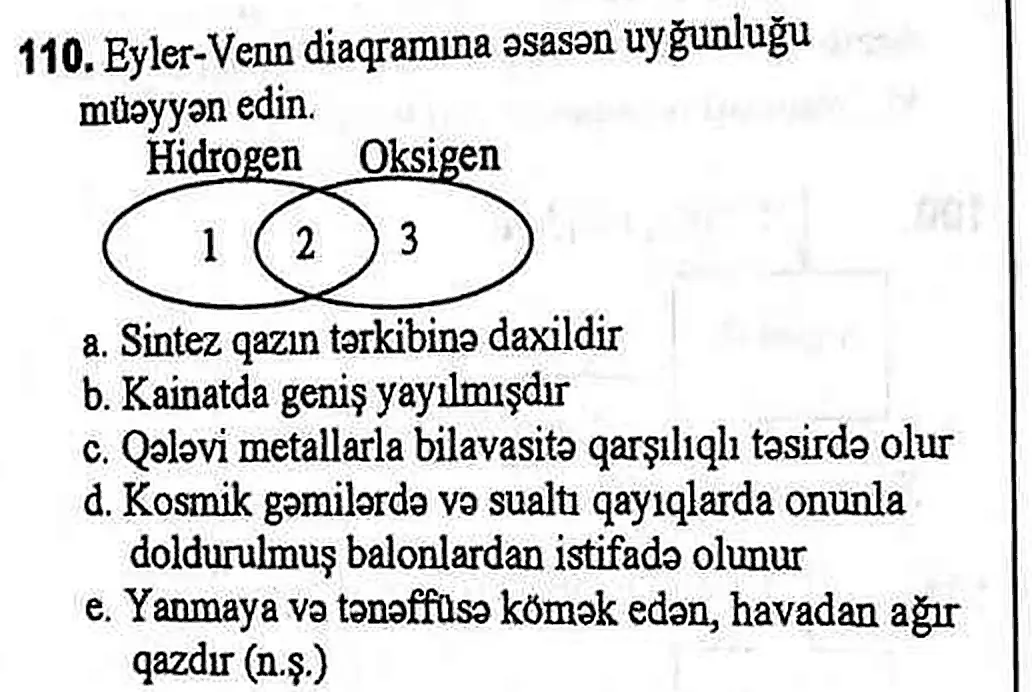 110. Eyler-Venn diaqramına əsasən uyğunluğu
müəyyən edin.
Hidrogen Oksigen
1 2 3
a. Sintez qazın tərkibinə daxildir
b. Kainatda geniş yayılmışdır
c. Qələvi metallarla bilavasitə qarşılıqlı təsirdə olur
d. Kosmik gəmilərdə və sualtı qayıqlarda onunla
doldurulmuş balonlardan istifadə olunur
e. Yanmaya və tənəffüsə kömək edən, havadan ağır
qazdır (n.ş.)